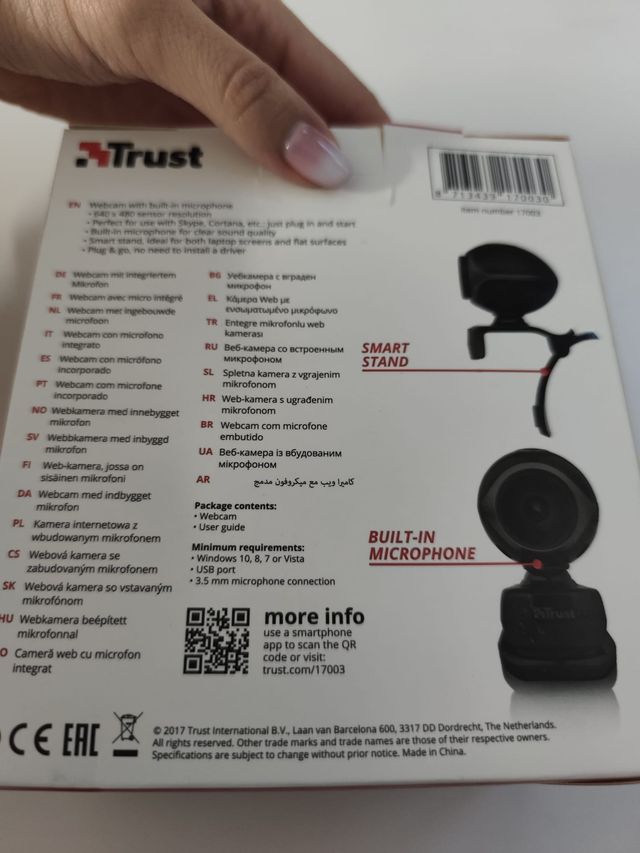 Trust
8 713439 170030
item number 17003
EN Webcam with built-in microphone
• 640 x 480 sensor resolution
• Perfect for use with Skype, Cortana, etc.: just plug in and start
• Built-in microphone for clear sound quality
• Smart stand, ideal for both laptop screens and flat surfaces
• Plug & go, no need to install a driver
DE Webcam mit integriertem
Mikrofon
FR Webcam avec micro intégré
NL Webcam met ingebouwde
microfoon
IT Webcam con microfono
integrato
ES Webcam con micrófono
incorporado
PT Webcam com microfone
incorporado
NO Webkamera med innebygget
mikrofon
SV Webbkamera med inbyggd
mikrofon
FI Web-kamera, jossa on
sisäinen mikrofoni
DA Webcam med indbygget
mikrofon
PL Kamera internetowa z
wbudowanym mikrofonem
CS Webová kamera se
zabudovaným mikrofonem
SK Webová kamera so vstavaným
mikrofónom
HU Webkamera beépített
mikrofonnal
O Cameră web cu microfon
integrat
BG Уебкамера с вграден
микрофон
EL Κάμερα Web με
ενσωματωμένο μικρόφωνο
TR Entegre mikrofonlu web
kamerası
RU Веб-камера со встроенным
микрофоном
SL Spletna kamera z vgrajenim
mikrofonom
HR Web-kamera s ugrađenim
mikrofonom
BR Webcam com microfone
embutido
UA Веб-камера із вбудованим
мікрофоном
AR كاميرا ويب مع ميكروفون مدمج
Package contents:
• Webcam
• User guide
Minimum requirements:
• Windows 10, 8, 7 or Vista
• USB port
• 3.5 mm microphone connection
SMART
STAND
BUILT-IN
MICROPHONE
Trust
more info
use a smartphone
app to scan the QR
code or visit:
trust.com/17003
CE EAC
© 2017 Trust International B.V., Laan van Barcelona 600, 3317 DD Dordrecht, The Netherlands.
All rights reserved. Other trade marks and trade names are those of their respective owners.
Specifications are subject to change without prior notice. Made in China.